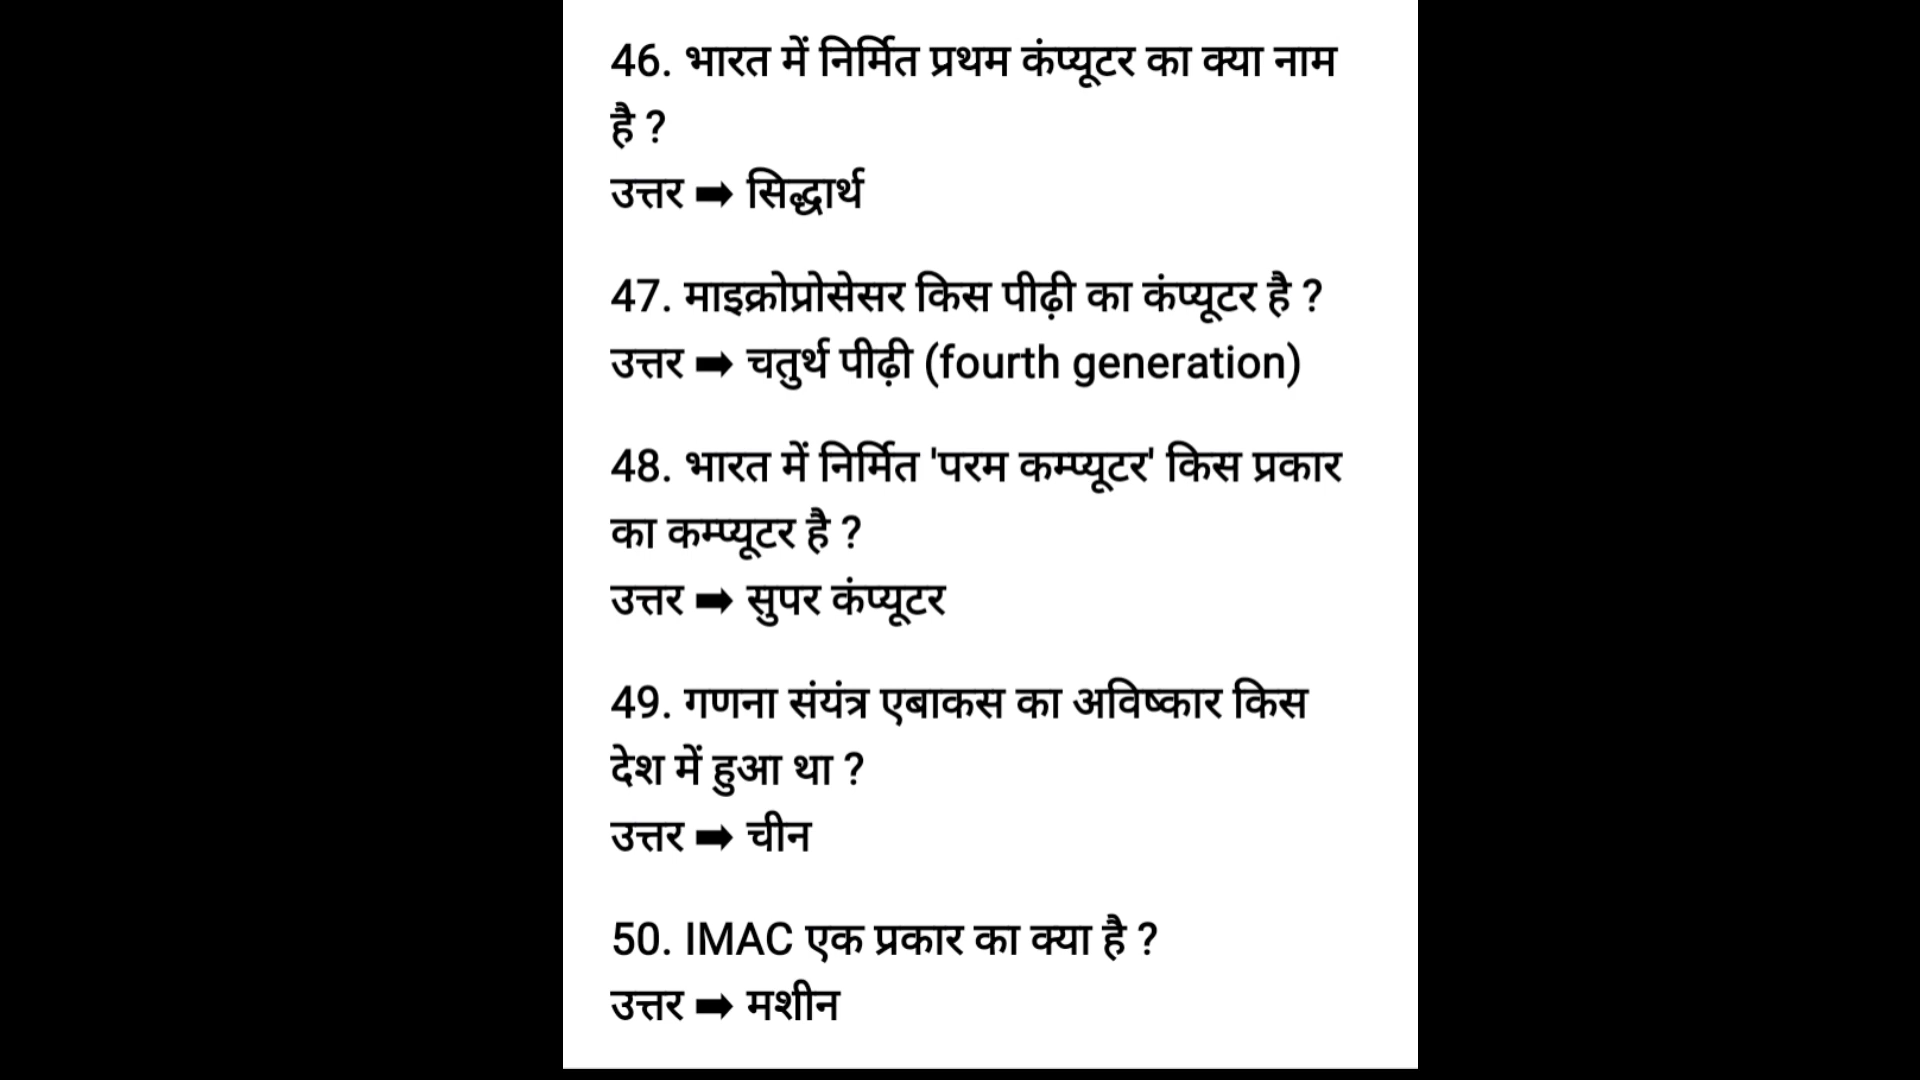 46. भारत में निर्मित प्रथम कंप्यूटर का क्या नाम
है ?
उत्तर ➡ सिद्धार्थ
47. माइक्रोप्रोसेसर किस पीढ़ी का कंप्यूटर है ?
उत्तर ➡ चतुर्थ पीढ़ी (fourth generation)
48. भारत में निर्मित 'परम कम्प्यूटर' किस प्रकार
का कम्प्यूटर है ?
उत्तर ➡ सुपर कंप्यूटर
49. गणना संयंत्र एबाकस का अविष्कार किस
देश में हुआ था ?
उत्तर ➡ चीन
50. IMAC एक प्रकार का क्या है ?
उत्तर ➡ मशीन